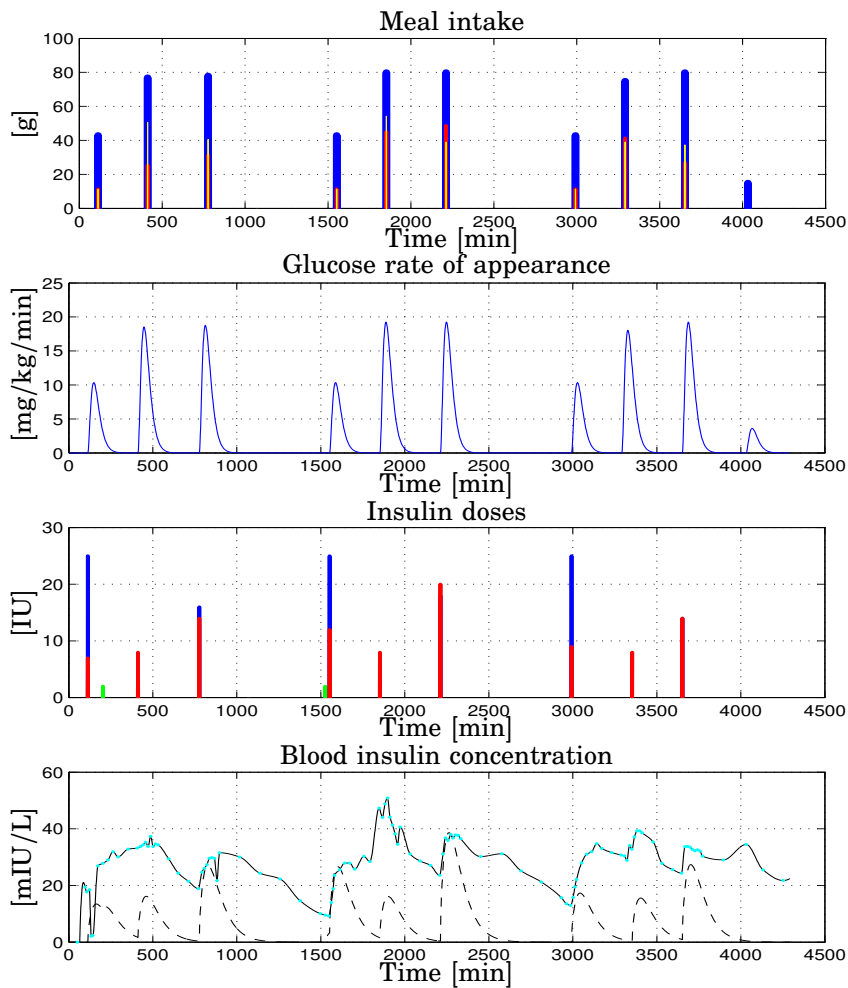 Meal intake
100
80
60
40
20
0
[g]
0 500 1000 1500 2000 2500 3000 3500 4000 4500
Time [min]
Glucose rate of appearance
25
20
15
10
5
0
[mg/kg/min]
0 500 1000 1500 2000 2500 3000 3500 4000 4500
Time [min]
Insulin doses
30
20
10
0
[IU]
0 500 1000 1500 2000 2500 3000 3500 4000 4500
Time [min]
Blood insulin concentration
60
40
20
0
[mIU/L]
0 500 1000 1500 2000 2500 3000 3500 4000 4500
Time [min]